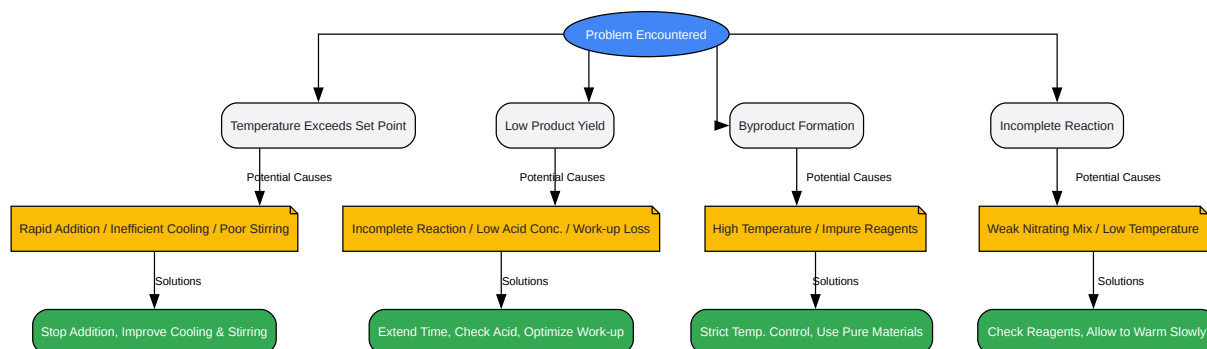 Problem Encountered
Temperature Exceeds Set Point
Low Product Yield
Byproduct Formation
Incomplete Reaction
Potential Causes
Potential Causes
Potential Causes
Potential Causes
Rapid Addition / Inefficient Cooling / Poor Stirring
Incomplete Reaction / Low Acid Conc. / Work-up Loss
High Temperature / Impure Reagents
Weak Nitrating Mix / Low Temperature
Solutions
Solutions
Solutions
Solutions
Stop Addition, Improve Cooling & Stirring
Extend Time, Check Acid, Optimize Work-up
Strict Temp. Control, Use Pure Materials
Check Reagents, Allow to Warm Slowly